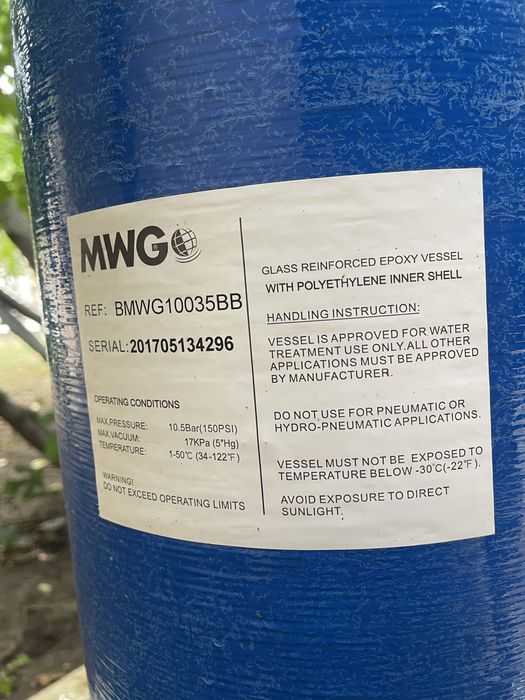 MWG
REF: BMWG10035BB
SERIAL:201705134296
OPERATING CONDITIONS
MAX.PRESSURE: 10.5Bar(150PSI)
MAX.VACUUM: 17KPa (5"Hg)
TEMPERATURE: 1-50℃ (34-122℉)
WARNING!
DO NOT EXCEED OPERATING LIMITS
GLASS REINFORCED EPOXY VESSEL
WITH POLYETHYLENE INNER SHELL
HANDLING INSTRUCTION:
VESSEL IS APPROVED FOR WATER
TREATMENT USE ONLY.ALL OTHER
APPLICATIONS MUST BE APPROVED
BY MANUFACTURER.
DO NOT USE FOR PNEUMATIC OR
HYDRO-PNEUMATIC APPLICATIONS.
VESSEL MUST NOT BE EXPOSED TO
TEMPERATURE BELOW -30℃(-22℉).
AVOID EXPOSURE TO DIRECT
SUNLIGHT.